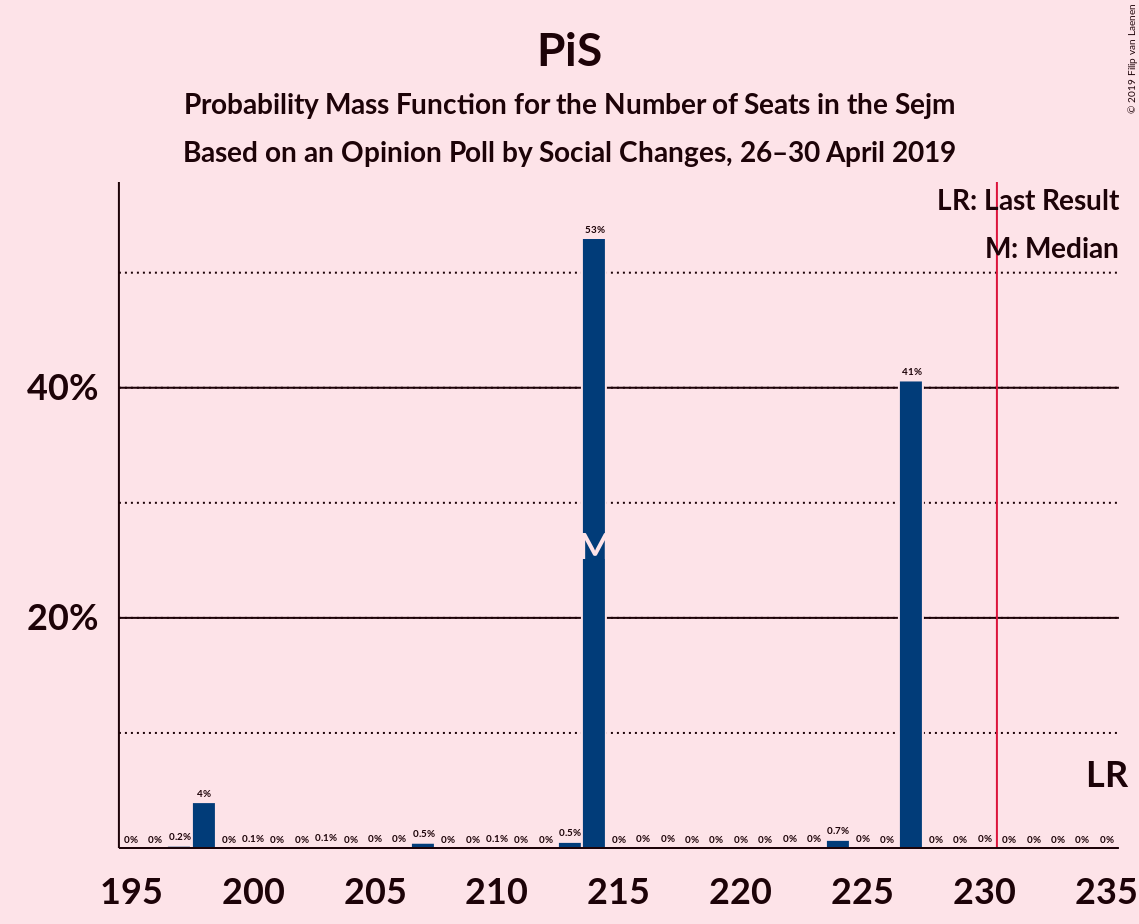 PiS
Probability Mass Function for the Number of Seats in the Sejm
Based on an Opinion Poll by Social Changes, 26–30 April 2019
© 2019 Filip van Laenen
LR: Last Result
M: Median
53%
41%
40%
M
20%
LR
4%
0% 0% 0.2% 0% 0.1% 0% 0% 0.1% 0% 0% 0% 0.5% 0% 0% 0.1% 0% 0% 0.5% 0% 0% 0% 0% 0% 0% 0% 0% 0% 0.7% 0% 0% 0% 0% 0% 0% 0% 0% 0% 0%
195 200 205 210 215 220 225 230 235